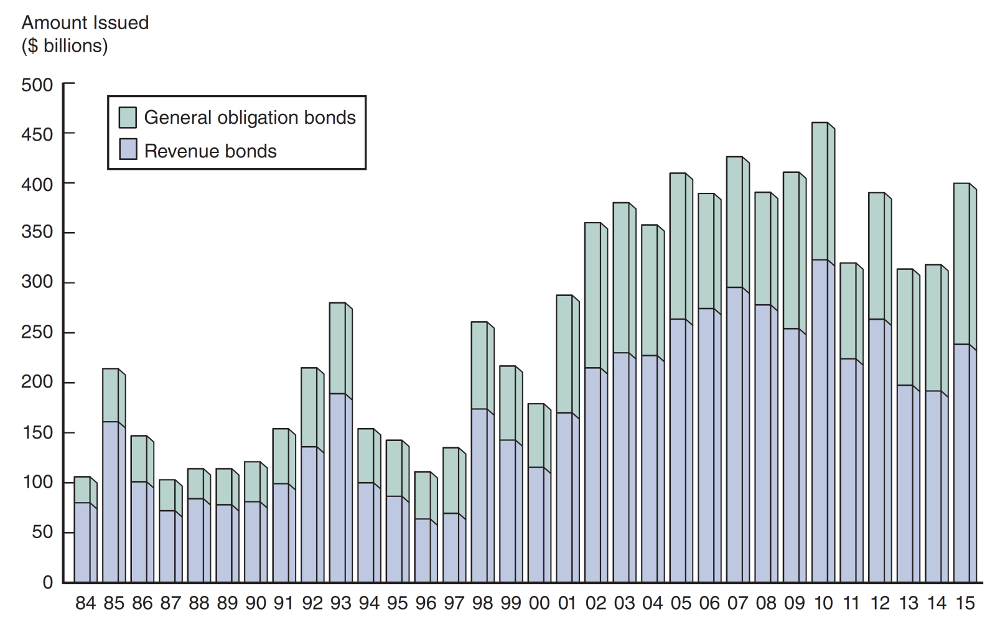 Amount Issued
($ billions)
500
450
400
350
300
250
200
150
100
50
0
General obligation bonds
Revenue bonds
84 85 86 87 88 89 90 91 92 93 94 95 96 97 98 99 00 01 02 03 04 05 06 07 08 09 10 11 12 13 14 15